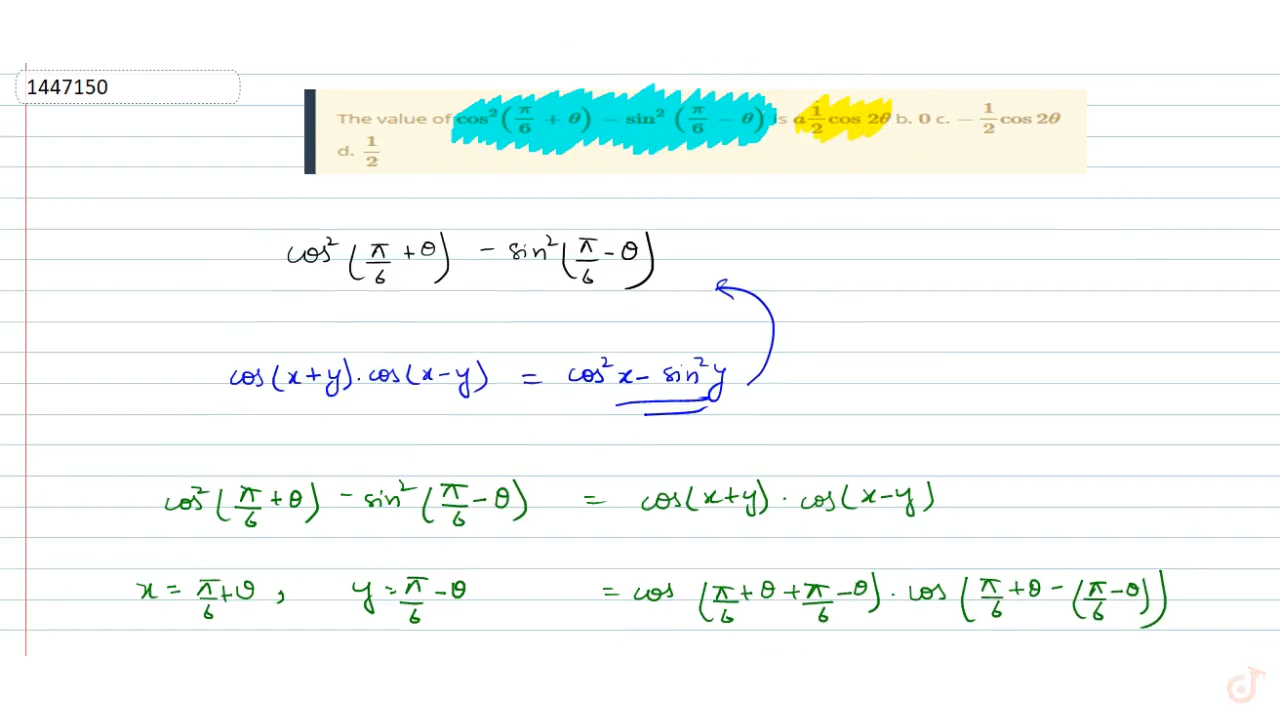 1447150
The value of cos²(π/6 + θ) − sin²(π/6 − θ) is a 1/2 cos 2θ b. 0 c. − 1/2 cos 2θ
d. 1/2
cos²(π/6 + θ) − sin²(π/6 − θ)
cos(x+y).cos(x−y) = cos²x − sin²y
cos²(π/6 + θ) − sin²(π/6 − θ) = cos(x+y) . cos(x−y)
x = π/6 + θ , y = π/6 − θ = cos (π/6 + θ + π/6 − θ) . cos (π/6 + θ − (π/6 − θ))